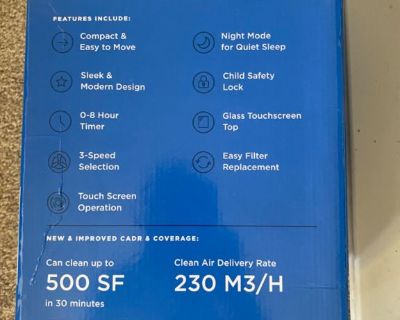 FEATURES INCLUDE:
Compact &
Easy to Move
Night Mode
for Quiet Sleep
Sleek &
Modern Design
Child Safety
Lock
0-8 Hour
Timer
Glass Touchscreen
Top
3-Speed
Selection
Easy Filter
Replacement
Touch Screen
Operation
NEW & IMPROVED CADR & COVERAGE:
Can clean up to
500 SF
in 30 minutes
Clean Air Delivery Rate
230 M3/H